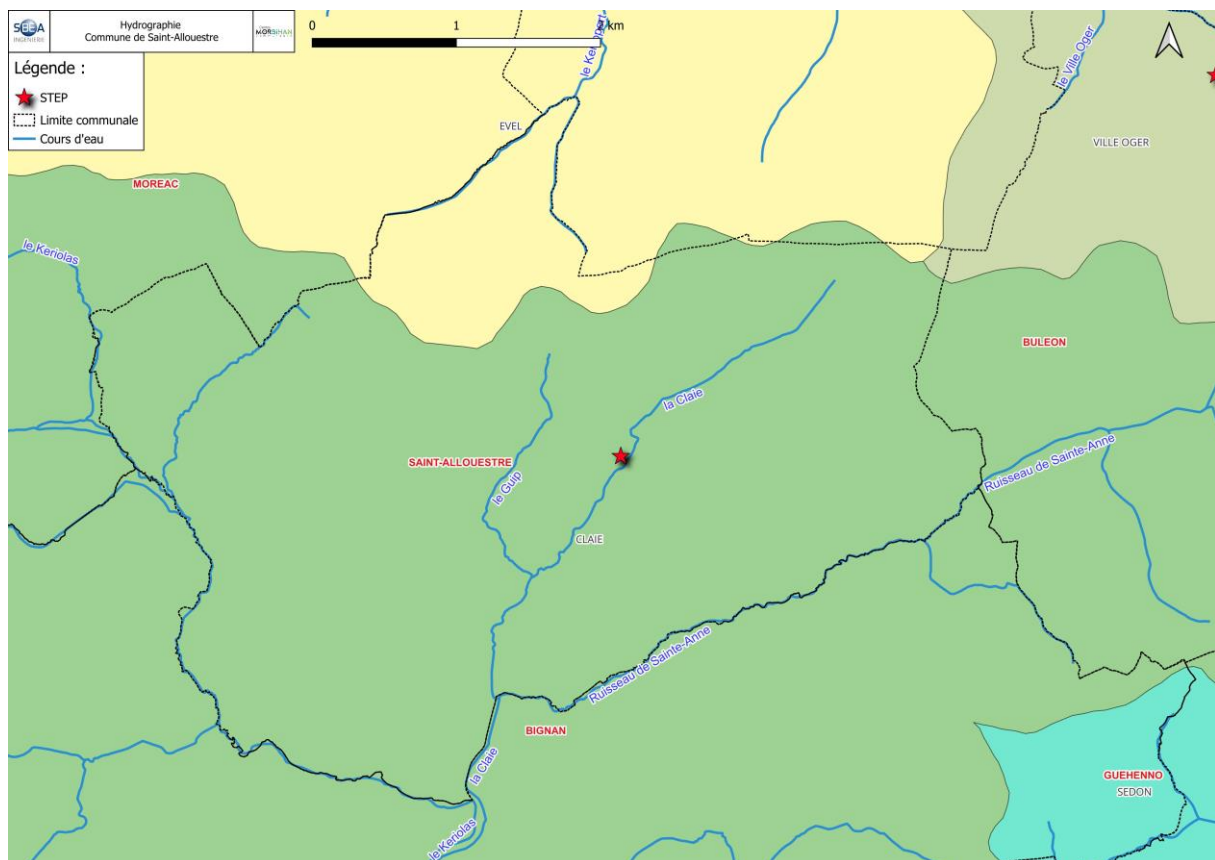 SEEA
INGENIERIE
Hydrographie
Commune de Saint-Allouestre
MORBIHAN
0 1 2 km
Légende :
STEP
Limite communale
Cours d'eau
le Ville Oger
EVEL
VILLE OGER
MOREAC
le Keriolas
BULEON
la Claie
SAINT-ALLOUESTRE
le Guip
Ruisseau de Sainte-Anne
CLAIE
Ruisseau de Sainte-Anne
BIGNAN
la Claie
GUEHENNO
SEDON
le Keriolas